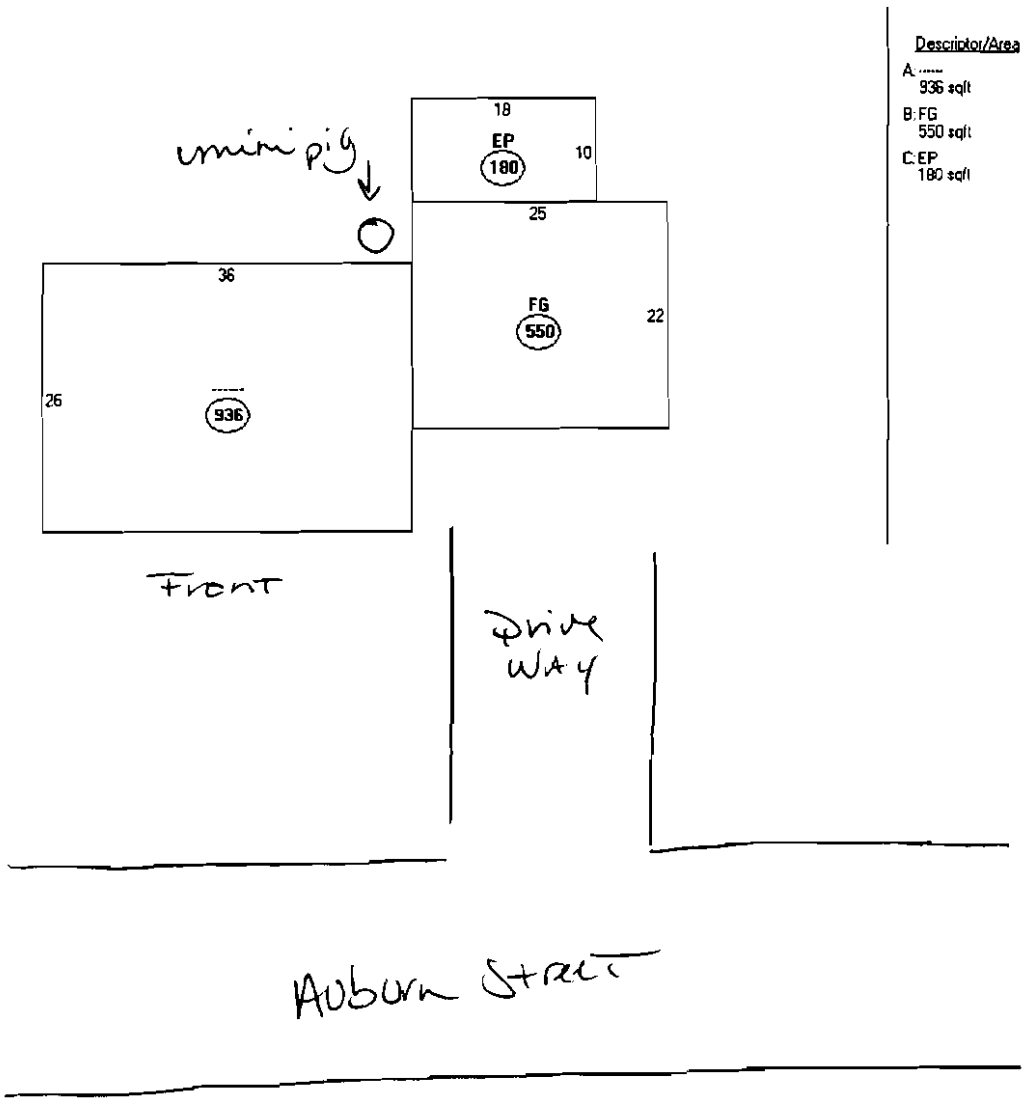 Descriptor/Area
A:------
936 sqft
B:FG
550 sqft
C:EP
180 sqft
mini pig
18
EP
180
10
25
36
FG
550
22
26
------
936
Front
Drive
WAY
Auburn Street